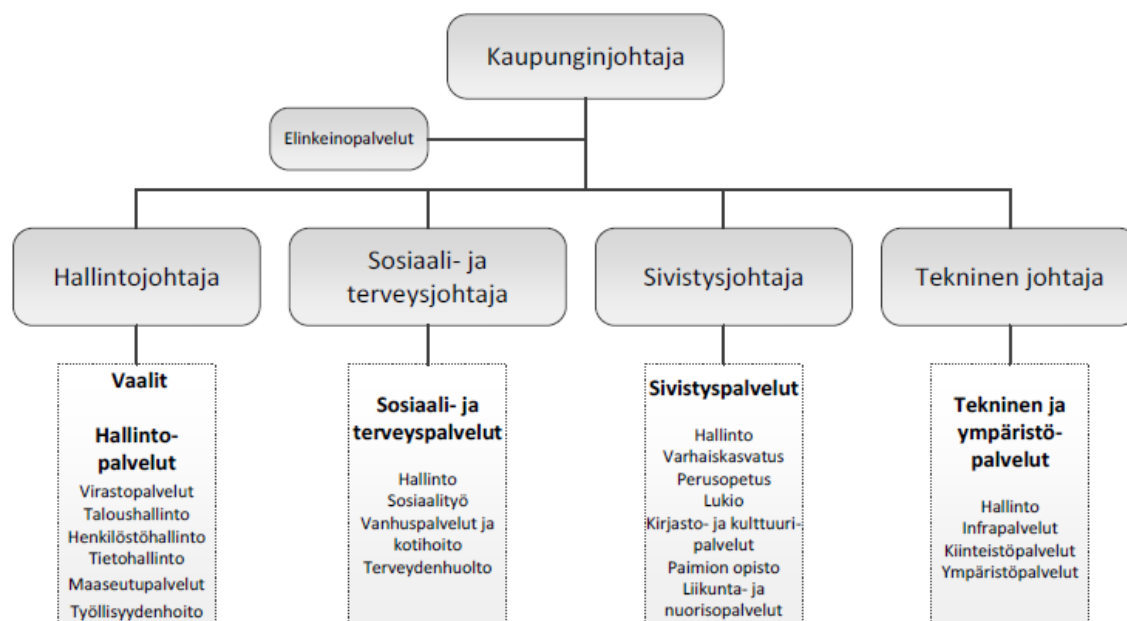 Kaupunginjohtaja
Elinkeinopalvelut
Hallintojohtaja
Sosiaali- ja
terveysjohtaja
Sivistysjohtaja
Tekninen johtaja
Vaalit
Hallinto-
palvelut
Virastopalvelut
Taloushallinto
Henkilöstöhallinto
Tietohallinto
Maaseutupalvelut
Työllisyydenhoito
Sosiaali- ja
terveyspalvelut
Hallinto
Sosiaalityö
Vanhuspalvelut ja
kotihoito
Terveydenhuolto
Sivistyspalvelut
Hallinto
Varhaiskasvatus
Perusopetus
Lukio
Kirjasto- ja kulttuuri-
palvelut
Paimion opisto
Liikunta- ja
nuorisopalvelut
Tekninen ja
ympäristö-
palvelut
Hallinto
Infrapalvelut
Kiinteistöpalvelut
Ympäristöpalvelut